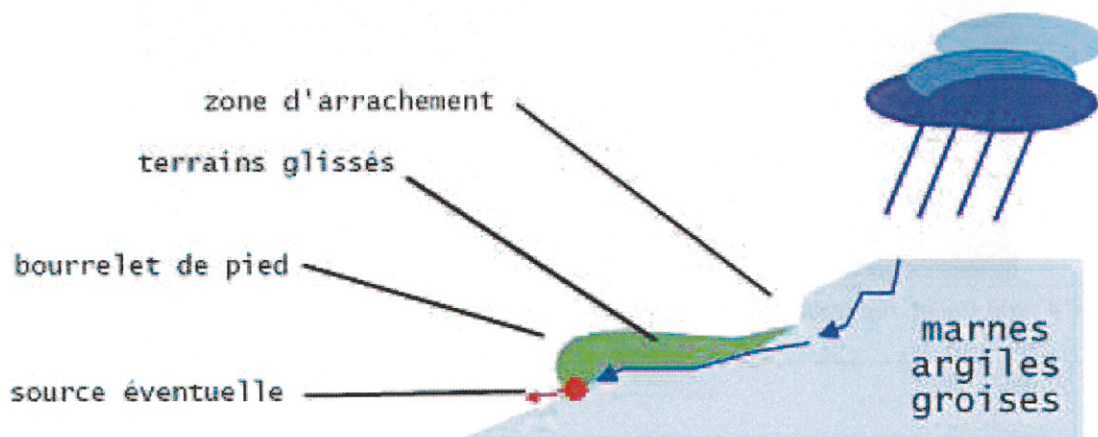 zone d'arrachement
terrains glissés
bourrelet de pied
source éventuelle
marnes
argiles
groises